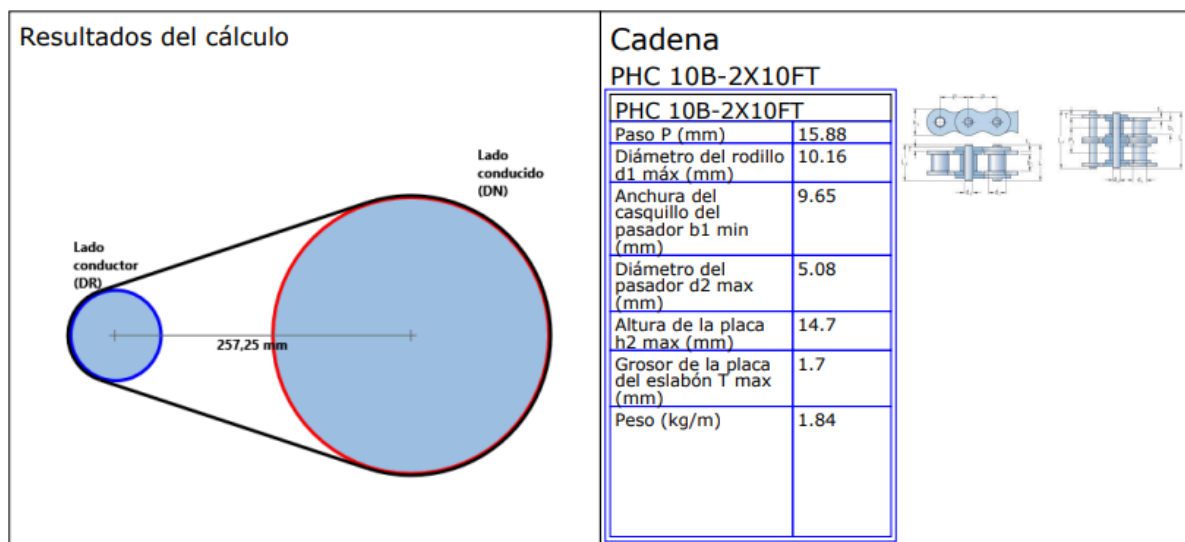 Resultados del cálculo
Lado
conducido
(DN)
Lado
conductor
(DR)
257,25 mm
Cadena
PHC 10B-2X10FT
PHC 10B-2X10FT
Paso P (mm) 15.88
Diámetro del rodillo 10.16
d1 máx (mm)
Anchura del 9.65
casquillo del
pasador b1 min
(mm)
Diámetro del 5.08
pasador d2 max
(mm)
Altura de la placa 14.7
h2 max (mm)
Grosor de la placa 1.7
del eslabón T max
(mm)
Peso (kg/m) 1.84